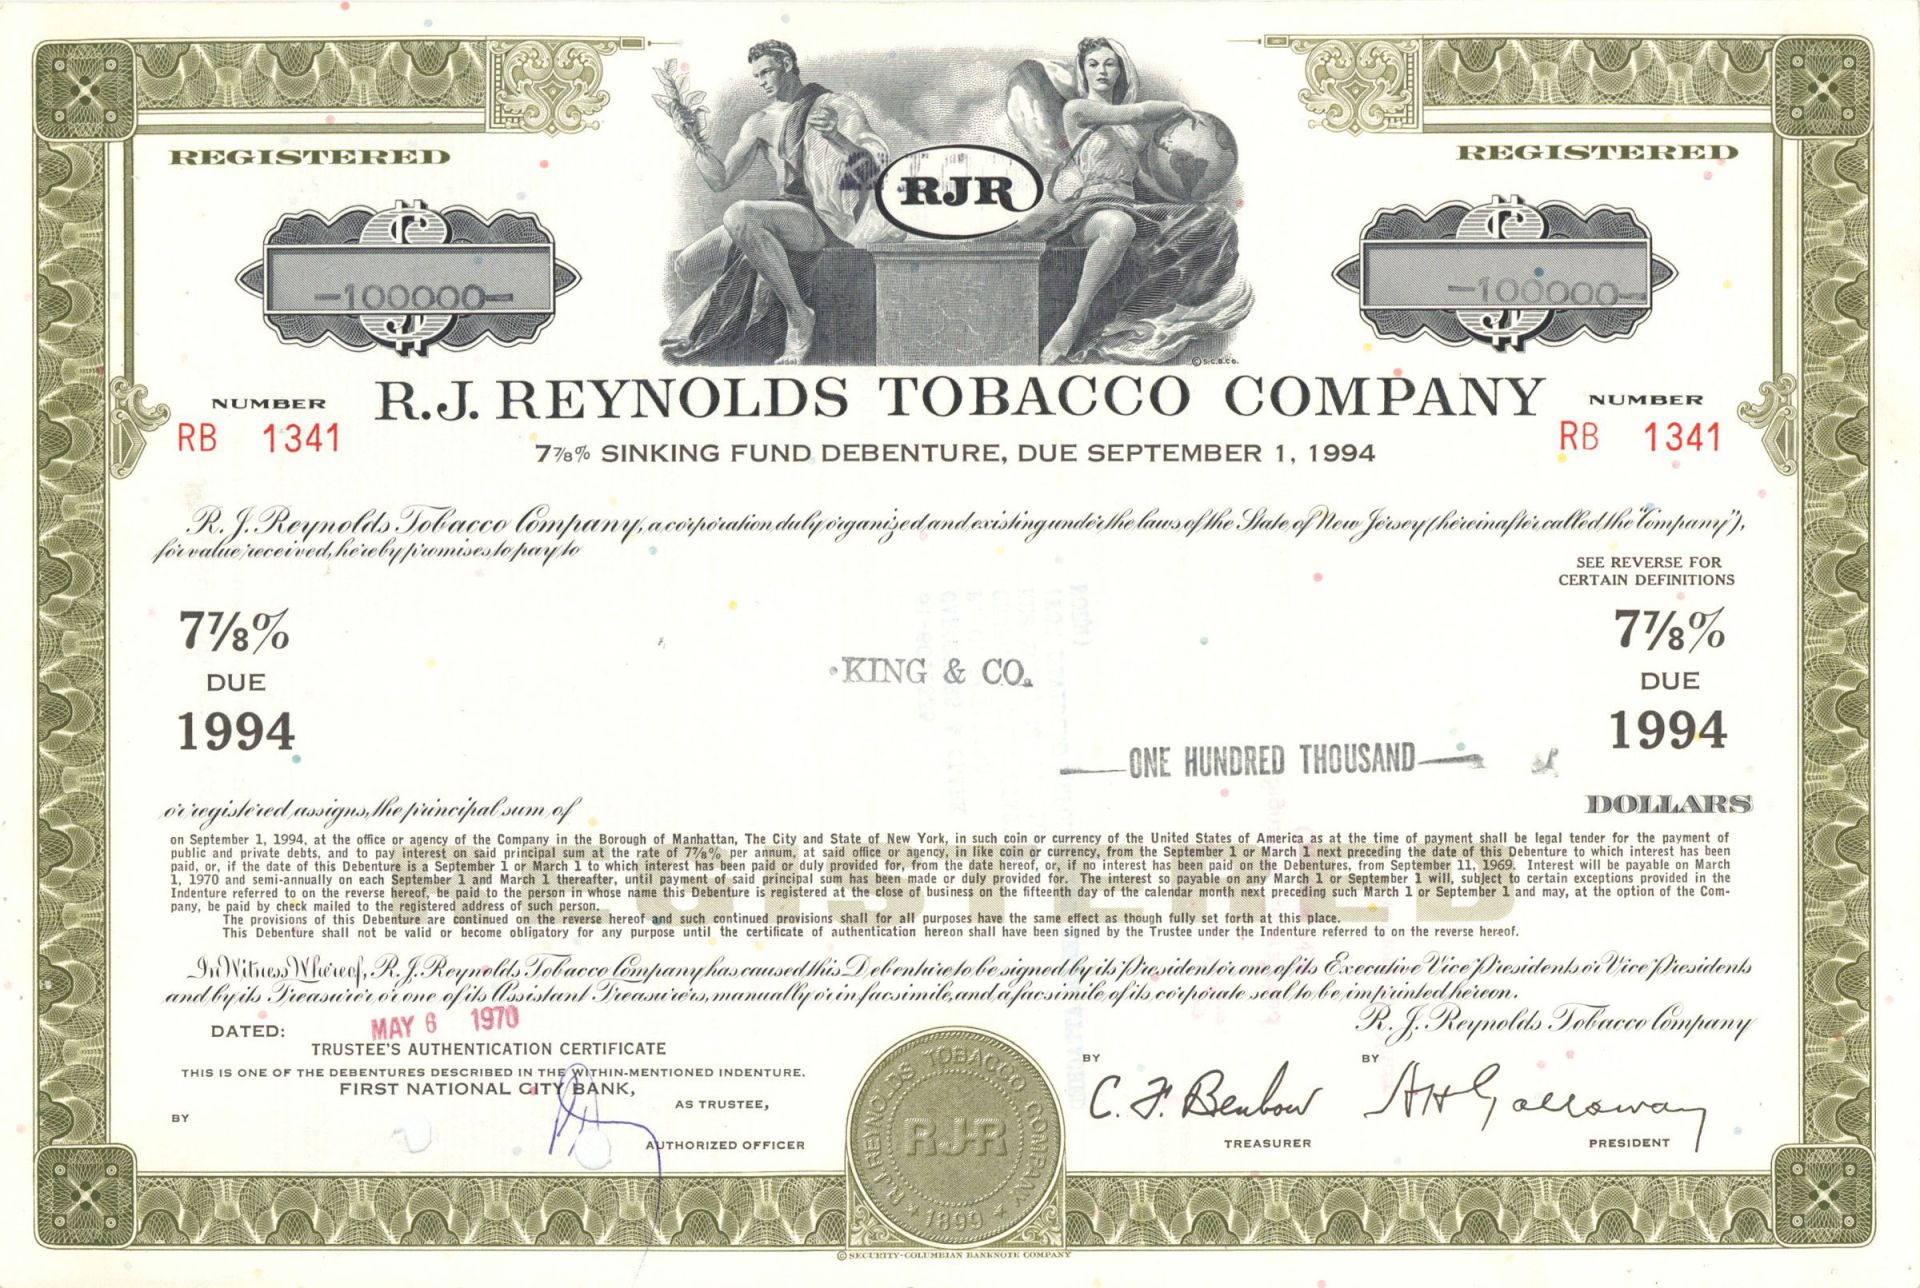 REGISTERED
REGISTERED
RJR
$
-100000-
$
-100000-
© S.C.B.CO.
R.J. REYNOLDS TOBACCO COMPANY
NUMBER
RB 1341
NUMBER
RB 1341
7⅞% SINKING FUND DEBENTURE, DUE SEPTEMBER 1, 1994
R. J. Reynolds Tobacco Company, a corporation duly organized and existing under the laws of the State of New Jersey (hereinafter called the "Company"),
for value received, hereby promises to pay to
SEE REVERSE FOR
CERTAIN DEFINITIONS
7⅞%
DUE
1994
7⅞%
DUE
1994
KING & CO.
ONE HUNDRED THOUSAND
or registered assigns, the principal sum of
DOLLARS
on September 1, 1994, at the office or agency of the Company in the Borough of Manhattan, The City and State of New York, in such coin or currency of the United States of America as at the time of payment shall be legal tender for the payment of
public and private debts, and to pay interest on said principal sum at the rate of 7⅞% per annum, at said office or agency, in like coin or currency, from the September 1 or March 1 next preceding the date of this Debenture to which interest has been
paid, or, if the date of this Debenture is a September 1 or March 1 to which interest has been paid or duly provided for, from the date here of, or, if no interest has been paid on the Debentures, from September 11, 1969. Interest will be payable on March
1, 1970 and semi-annually on each September 1 and March 1 thereafter, until payment of said principal sum has been made or duly provided for. The interest so payable on any March 1 or September 1 will, subject to certain exceptions provided in the
Indenture referred to on the reverse hereof, be paid to the person in whose name this Debenture is registered at the close of business on the fifteenth day of the calendar month next preceding such March 1 or September 1 and may, at the option of the Com-
pany, be paid by check mailed to the registered address of such person.
The provisions of this Debenture are continued on the reverse hereof and such continued provisions shall for all purposes have the same effect as though fully set forth at this place.
This Debenture shall not be valid or become obligatory for any purpose until the certificate of authentication hereon shall have been signed by the Trustee under the Indenture referred to on the reverse hereof.
In Witness Whereof, R. J. Reynolds Tobacco Company has caused this Debenture to be signed by its President or one of its Executive Vice Presidents or Vice Presidents
and by its Treasurer or one of its Assistant Treasurers, manually or in facsimile, and a facsimile of its corporate seal to be imprinted hereon.
DATED: MAY 6 1970
R. J. Reynolds Tobacco Company
TRUSTEE'S AUTHENTICATION CERTIFICATE
THIS IS ONE OF THE DEBENTURES DESCRIBED IN THE WITHIN-MENTIONED INDENTURE.
FIRST NATIONAL CITY BANK,
AS TRUSTEE,
BY
AUTHORIZED OFFICER
R.J. REYNOLDS TOBACCO COMPANY
RJR
1899
BY
C. F. Benbow
TREASURER
BY
A H Galloway
PRESIDENT
© SECURITY-COLUMBIAN BANKNOTE COMPANY